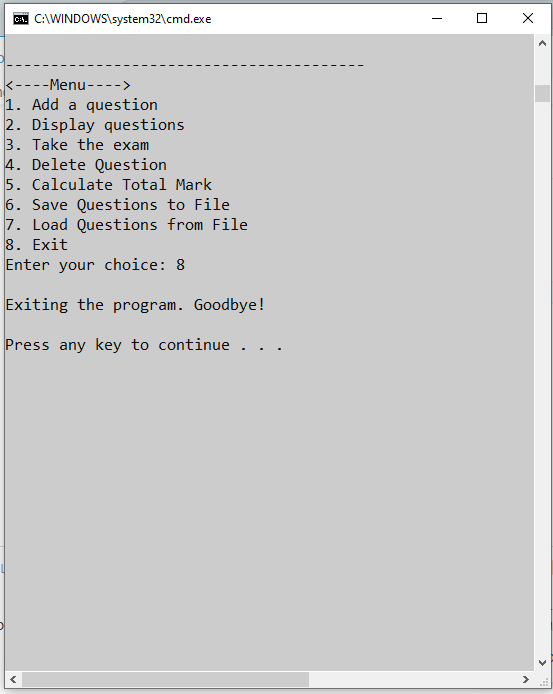 C:\WINDOWS\system32\cmd.exe
----------------------------------------
<----Menu---->
1. Add a question
2. Display questions
3. Take the exam
4. Delete Question
5. Calculate Total Mark
6. Save Questions to File
7. Load Questions from File
8. Exit
Enter your choice: 8
Exiting the program. Goodbye!
Press any key to continue . . .